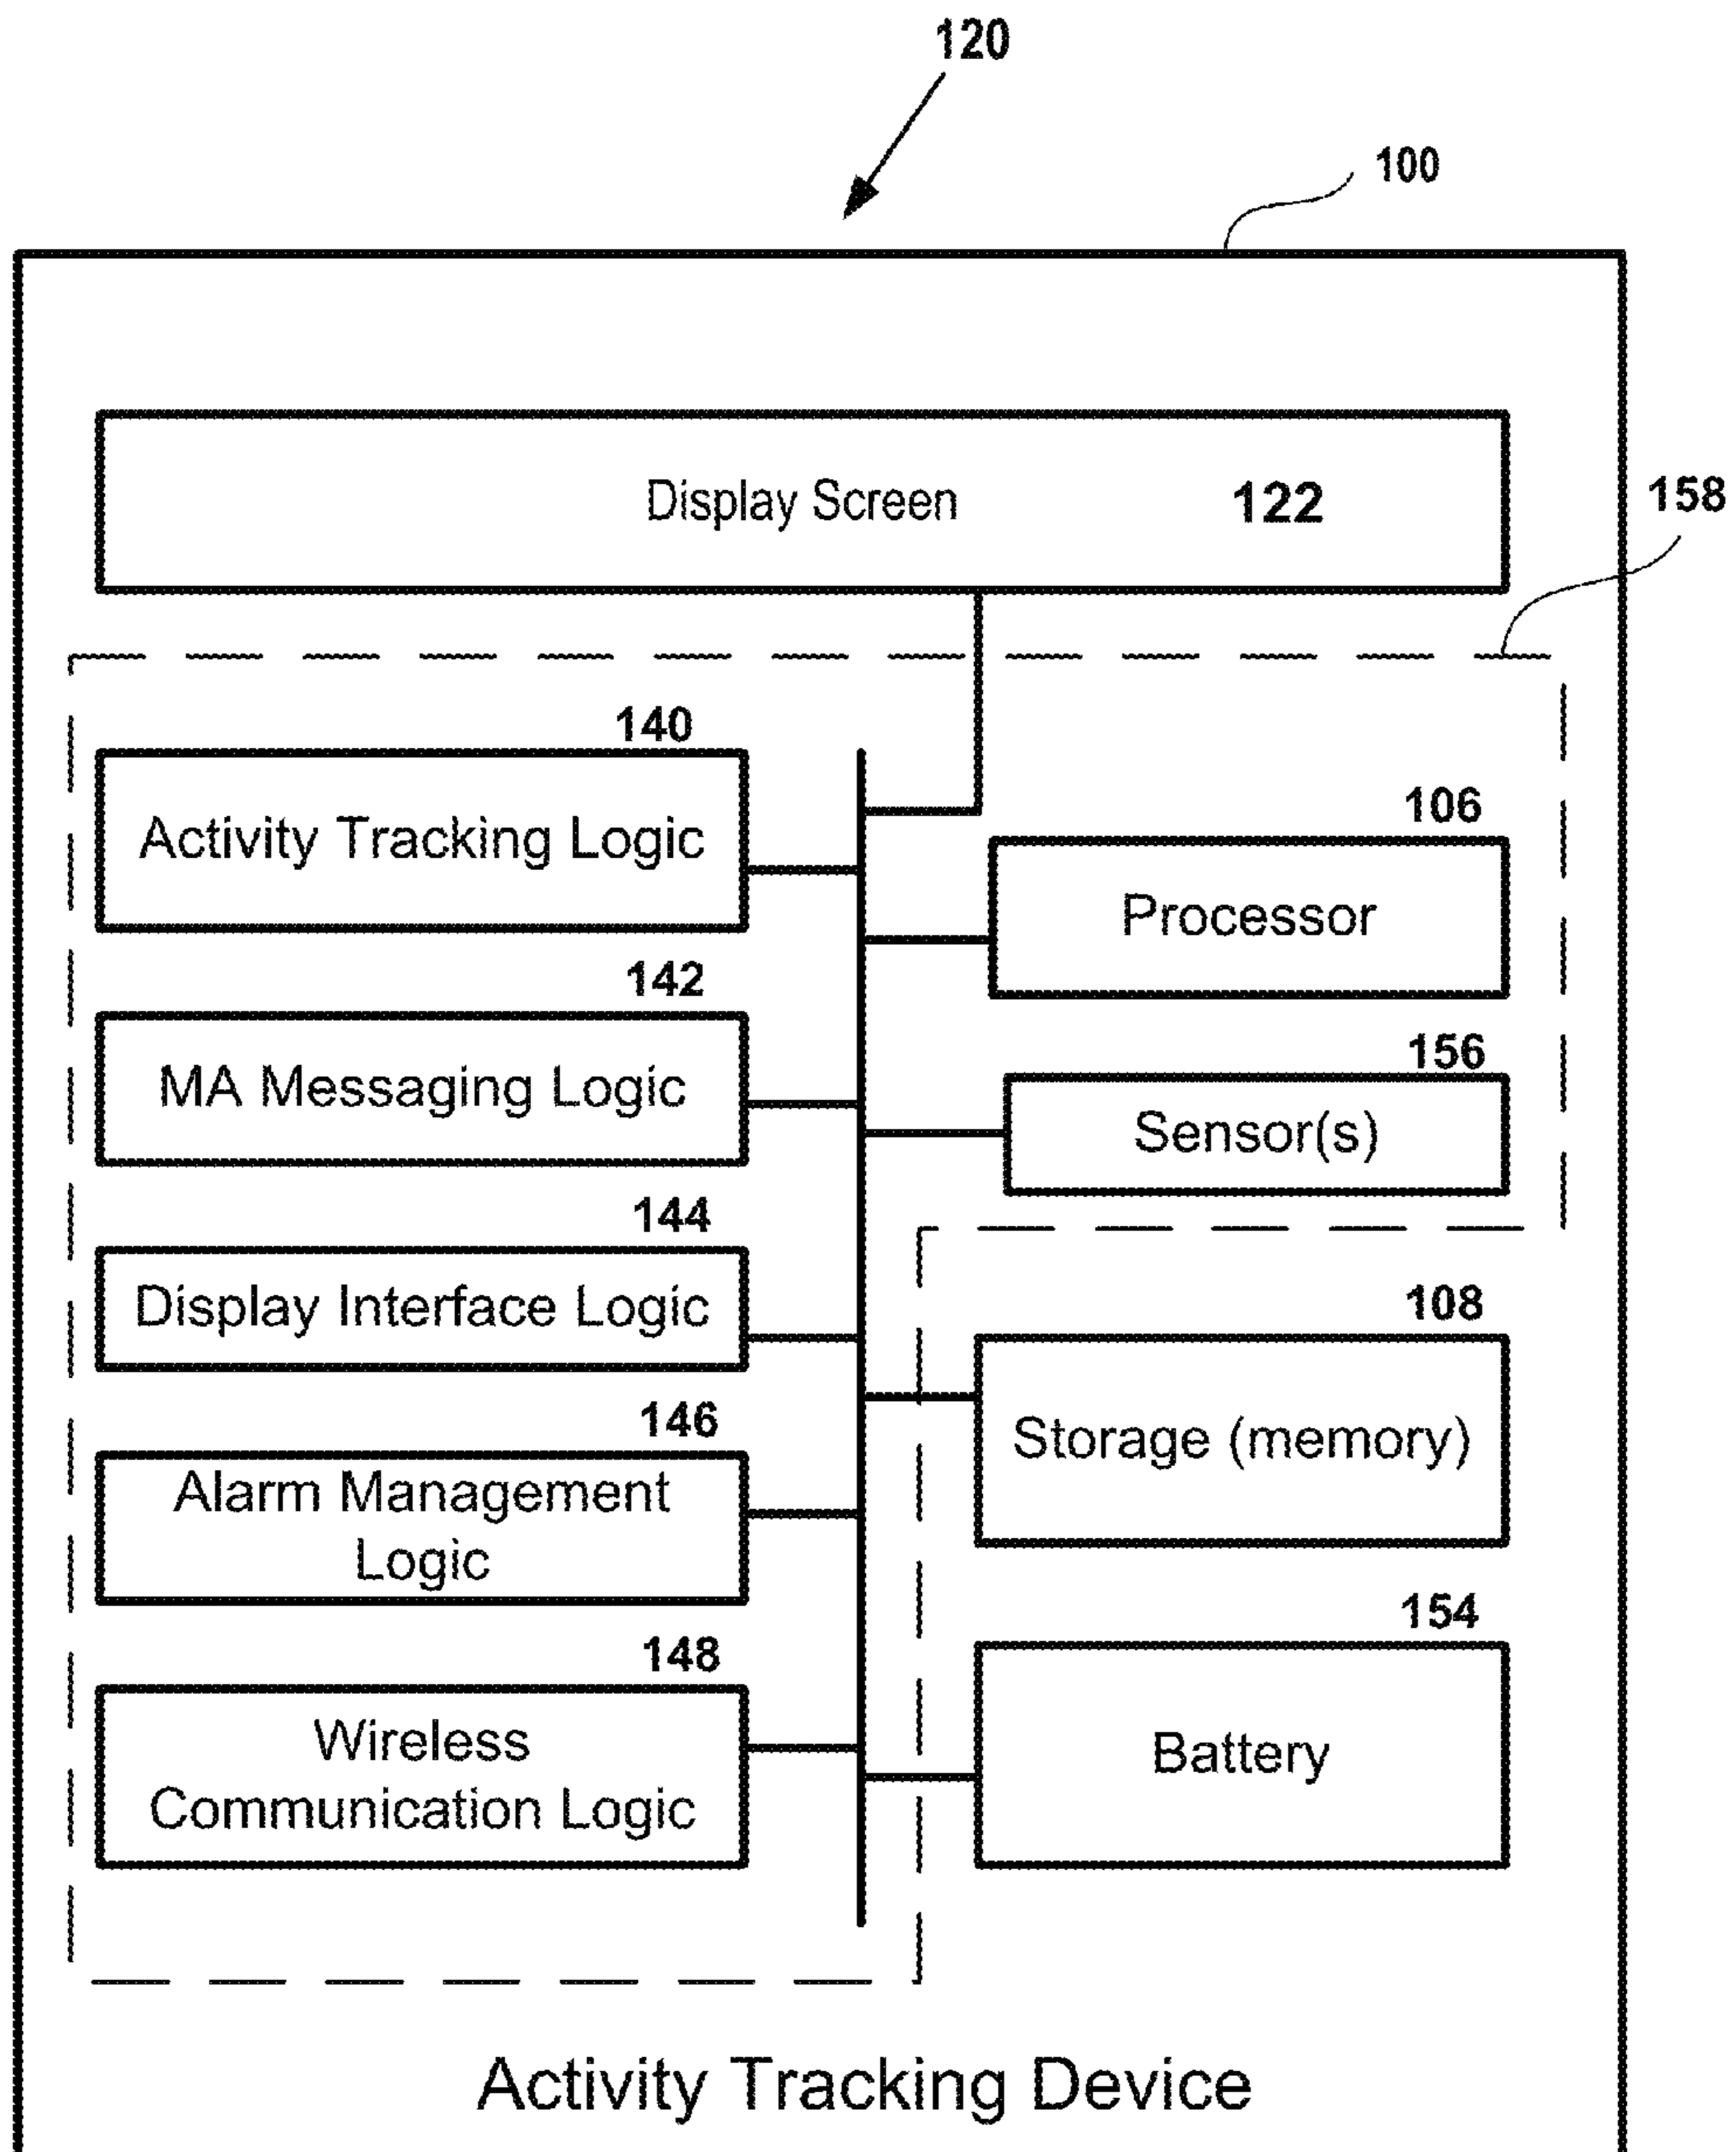 120
100
Display Screen 122
158
140
Activity Tracking Logic
106
Processor
142
MA Messaging Logic
156
Sensor(s)
144
Display Interface Logic
108
Storage (memory)
146
Alarm Management
Logic
154
Battery
148
Wireless
Communication Logic
Activity Tracking Device